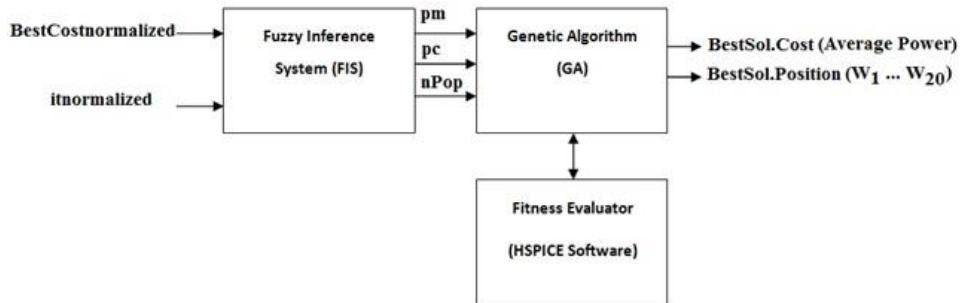 BestCostnormalized
itnormalized
Fuzzy Inference
System (FIS)
pm
pc
nPop
Genetic Algorithm
(GA)
BestSol.Cost (Average Power)
BestSol.Position (W1 ... W20)
Fitness Evaluator
(HSPICE Software)